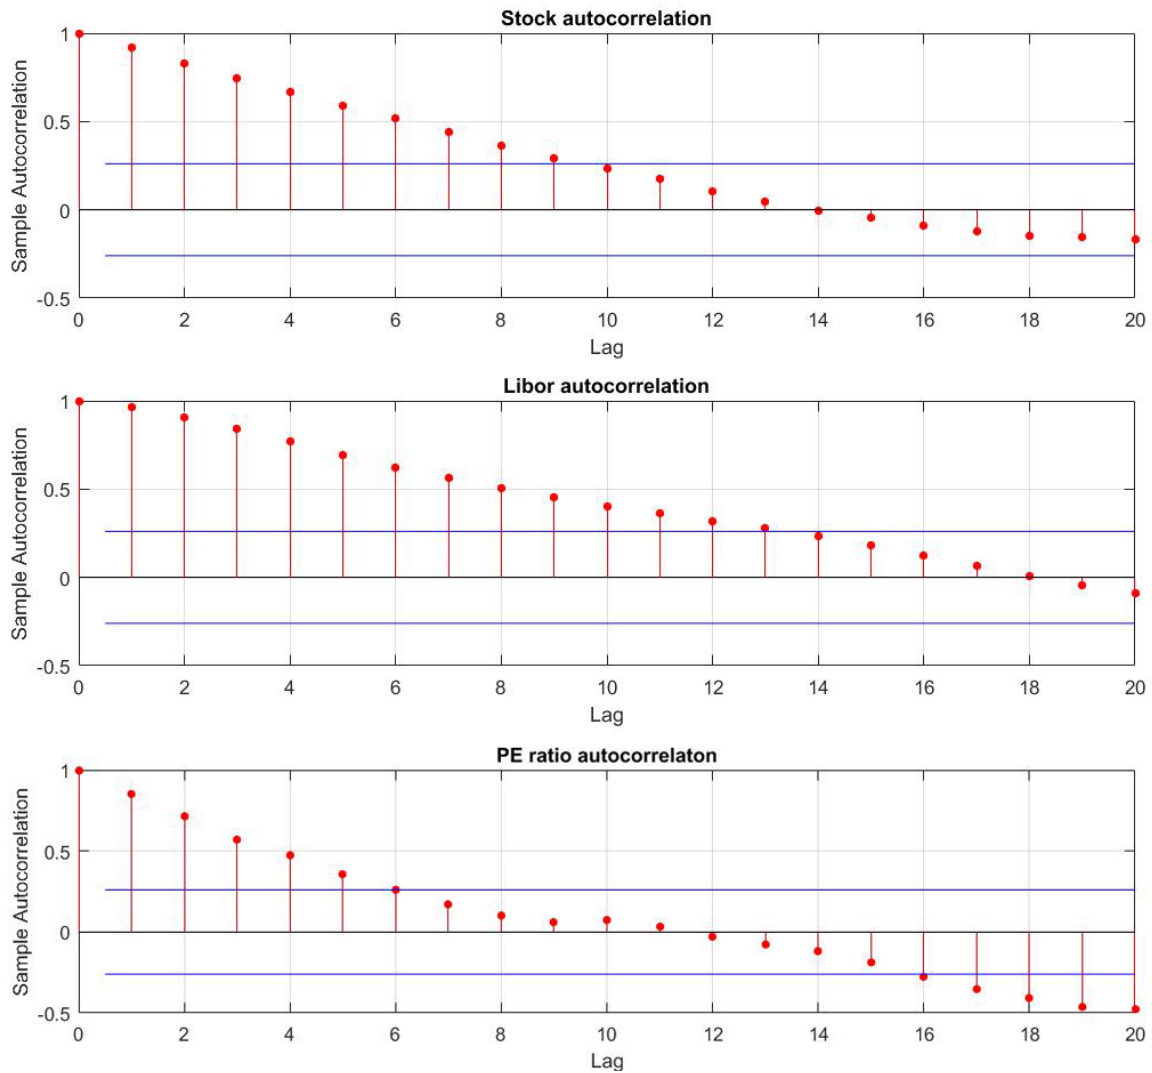 Stock autocorrelation
1
0.5
0
-0.5
Sample Autocorrelation
0 2 4 6 8 10 12 14 16 18 20
Lag
Libor autocorrelation
1
0.5
0
-0.5
Sample Autocorrelation
0 2 4 6 8 10 12 14 16 18 20
Lag
PE ratio autocorrelaton
1
0.5
0
-0.5
Sample Autocorrelation
0 2 4 6 8 10 12 14 16 18 20
Lag